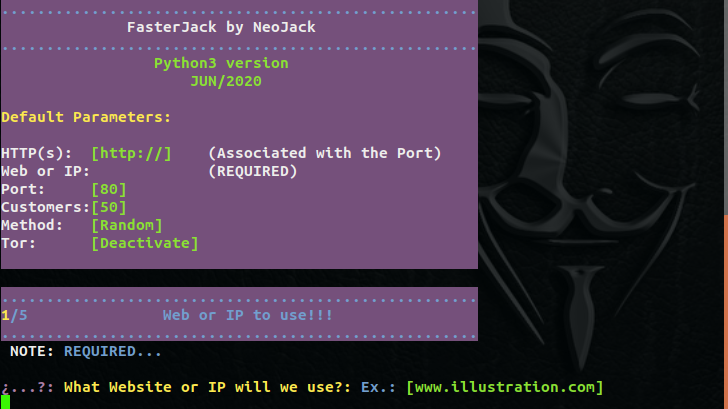 FasterJack by NeoJack
Python3 version
JUN/2020
Default Parameters:
HTTP(s): [http://] (Associated with the Port)
Web or IP: (REQUIRED)
Port: [80]
Customers:[50]
Method: [Random]
Tor: [Deactivate]
1/5 Web or IP to use!!!
NOTE: REQUIRED...
¿...?: What Website or IP will we use?: Ex.: [www.illustration.com]